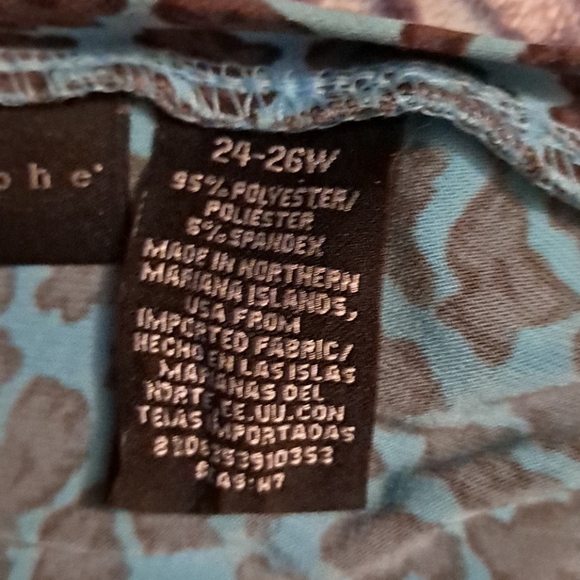 ohe
24-26W
95% POLYESTER/
POLIESTER
5% SPANDEX
MADE IN NORTHERN
MARIANA ISLANDS,
USA FROM
IMPORTED FABRIC/
HECHO EN LAS ISLAS
MARIANAS DEL
NORTE EE.UU.CON
TELAS IMPORTADAS